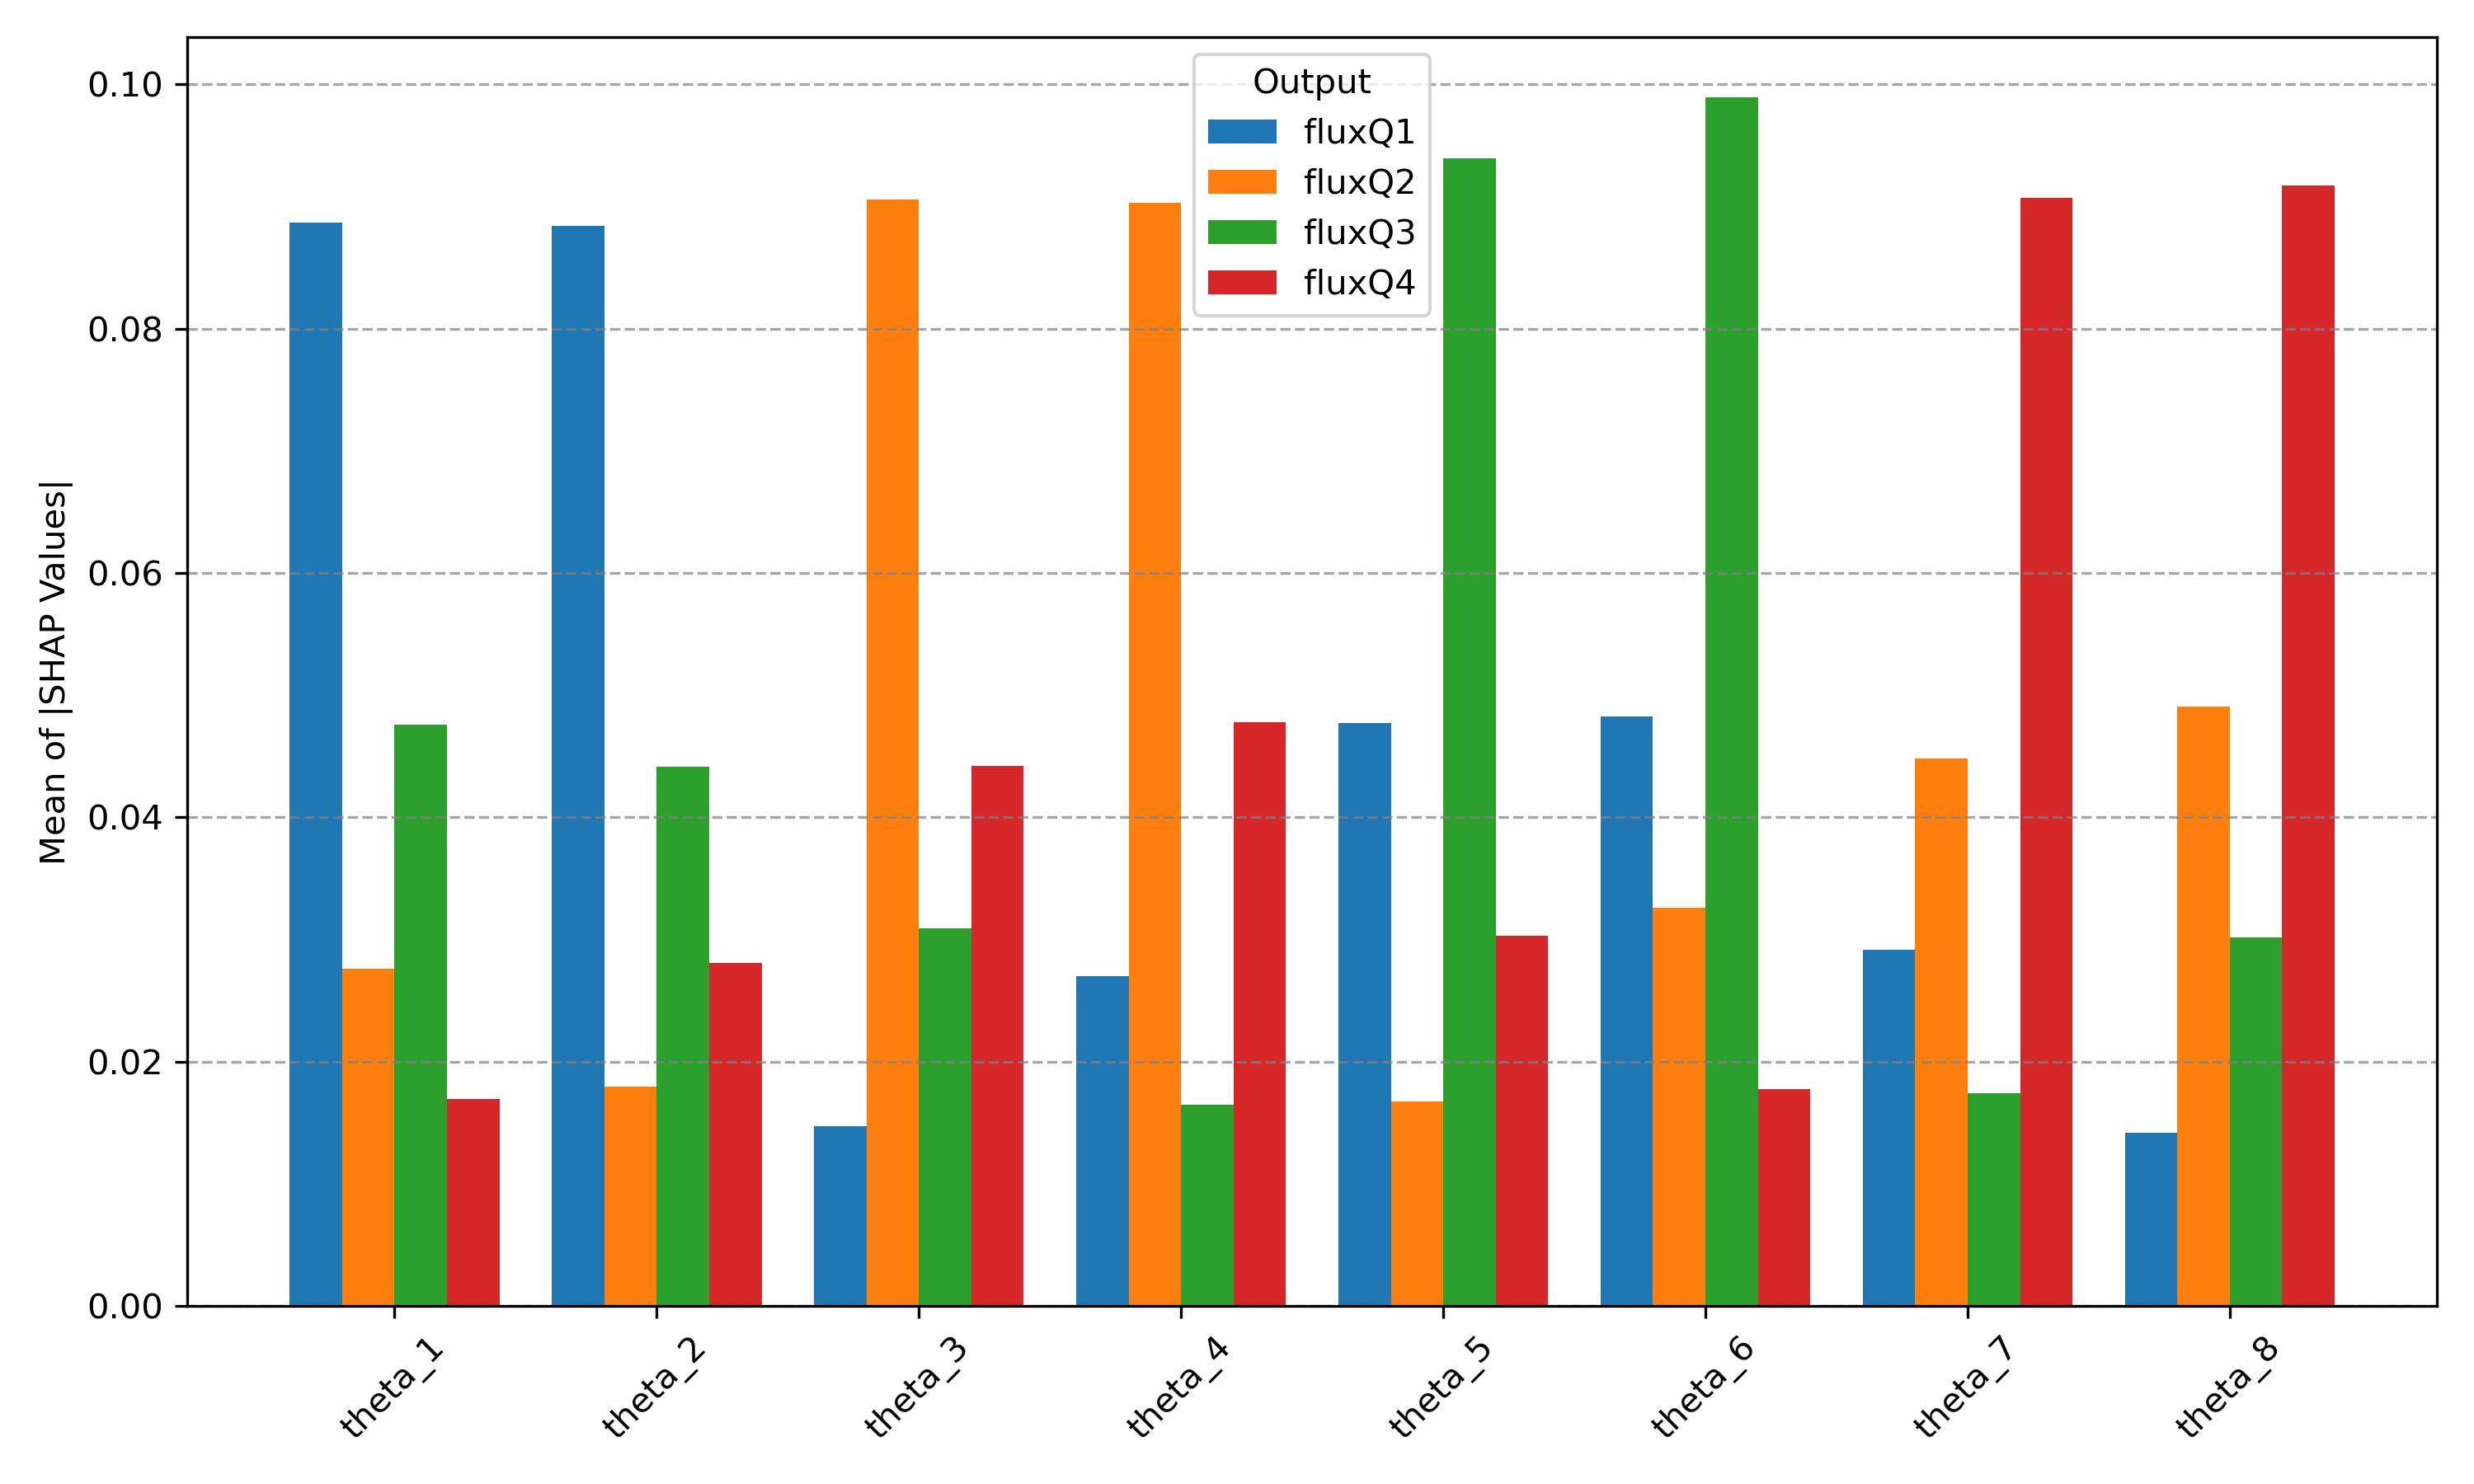 Output
fluxQ1
fluxQ2
fluxQ3
fluxQ4
Mean of |SHAP Values|
0.10
0.08
0.06
0.04
0.02
0.00
theta_1
theta_2
theta_3
theta_4
theta_5
theta_6
theta_7
theta_8